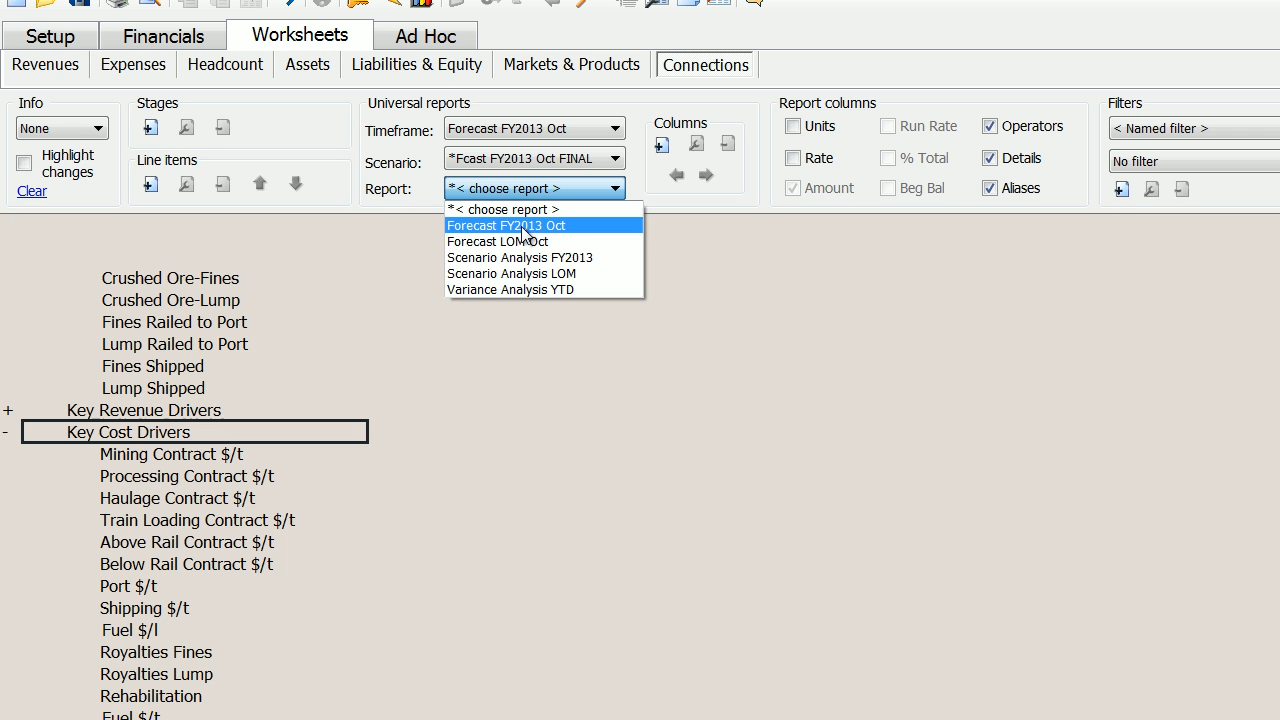 Setup Financials Worksheets Ad Hoc
Revenues Expenses Headcount Assets Liabilities & Equity Markets & Products Connections
Info
None
Highlight changes
Clear
Stages
Line items
Universal reports
Timeframe: Forecast FY2013 Oct
Scenario: *Fcast FY2013 Oct FINAL
Report: *< choose report >
*< choose report >
Forecast FY2013 Oct
Forecast LOM Oct
Scenario Analysis FY2013
Scenario Analysis LOM
Variance Analysis YTD
Columns
Report columns
Units Run Rate Operators
Rate % Total Details
Amount Beg Bal Aliases
Filters
< Named filter >
No filter
Crushed Ore-Fines
Crushed Ore-Lump
Fines Railed to Port
Lump Railed to Port
Fines Shipped
Lump Shipped
+ Key Revenue Drivers
- Key Cost Drivers
Mining Contract $/t
Processing Contract $/t
Haulage Contract $/t
Train Loading Contract $/t
Above Rail Contract $/t
Below Rail Contract $/t
Port $/t
Shipping $/t
Fuel $/l
Royalties Fines
Royalties Lump
Rehabilitation
Fuel $/t